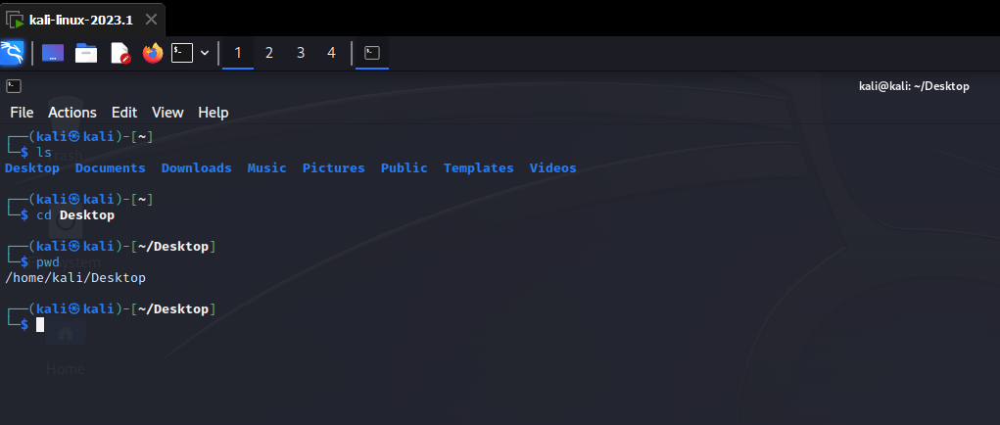 kali-linux-2023.1
1 2 3 4
kali@kali: ~/Desktop
File Actions Edit View Help
┌──(kali㉿kali)-[~]
└─$ ls
Desktop Documents Downloads Music Pictures Public Templates Videos
┌──(kali㉿kali)-[~]
└─$ cd Desktop
┌──(kali㉿kali)-[~/Desktop]
└─$ pwd
/home/kali/Desktop
┌──(kali㉿kali)-[~/Desktop]
└─$
Home